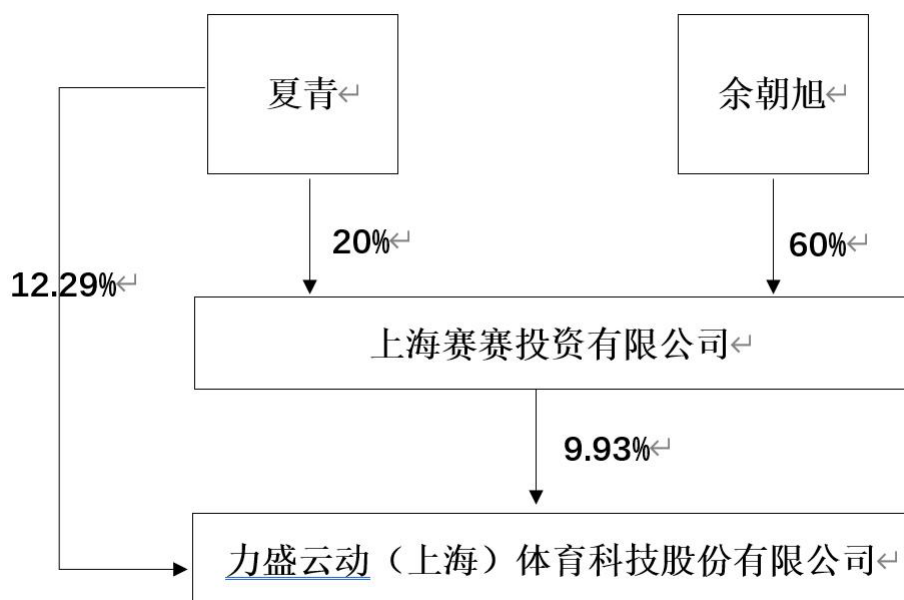 夏青
余朝旭
20%
60%
12.29%
上海赛赛投资有限公司
9.93%
力盛云动（上海）体育科技股份有限公司